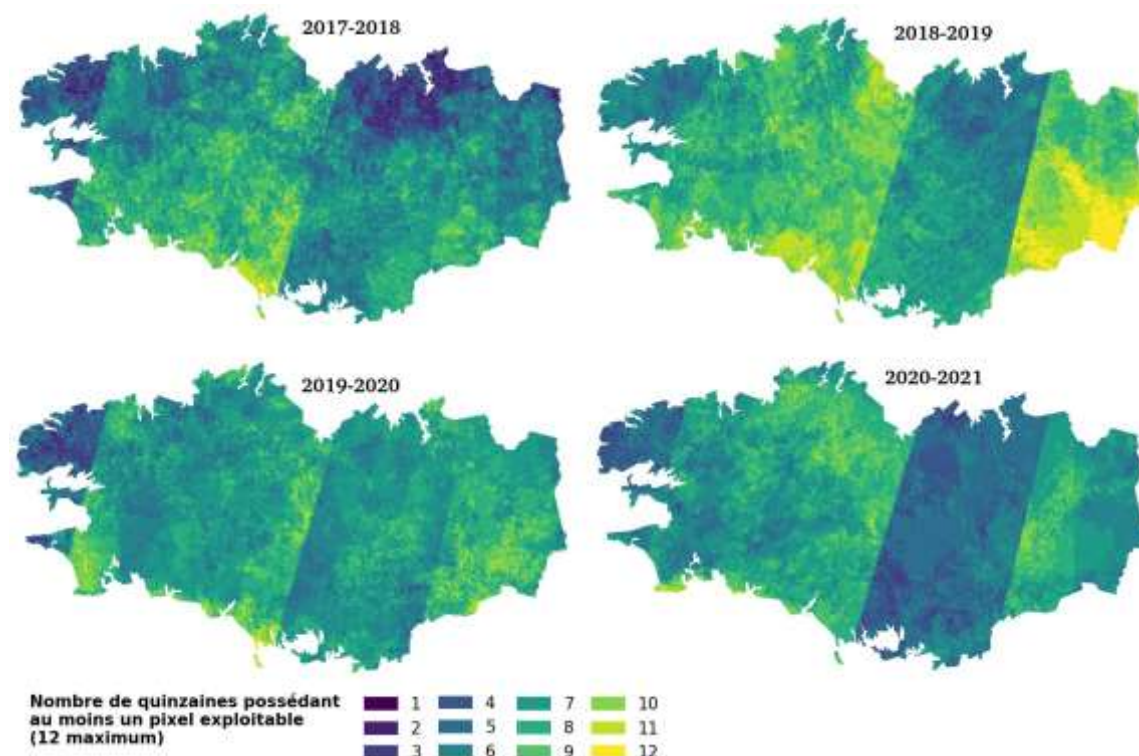 2017-2018
2018-2019
2019-2020
2020-2021
Nombre de quinzaines possédant
au moins un pixel exploitable
(12 maximum)
1 4 7 10
2 5 8 11
3 6 9 12